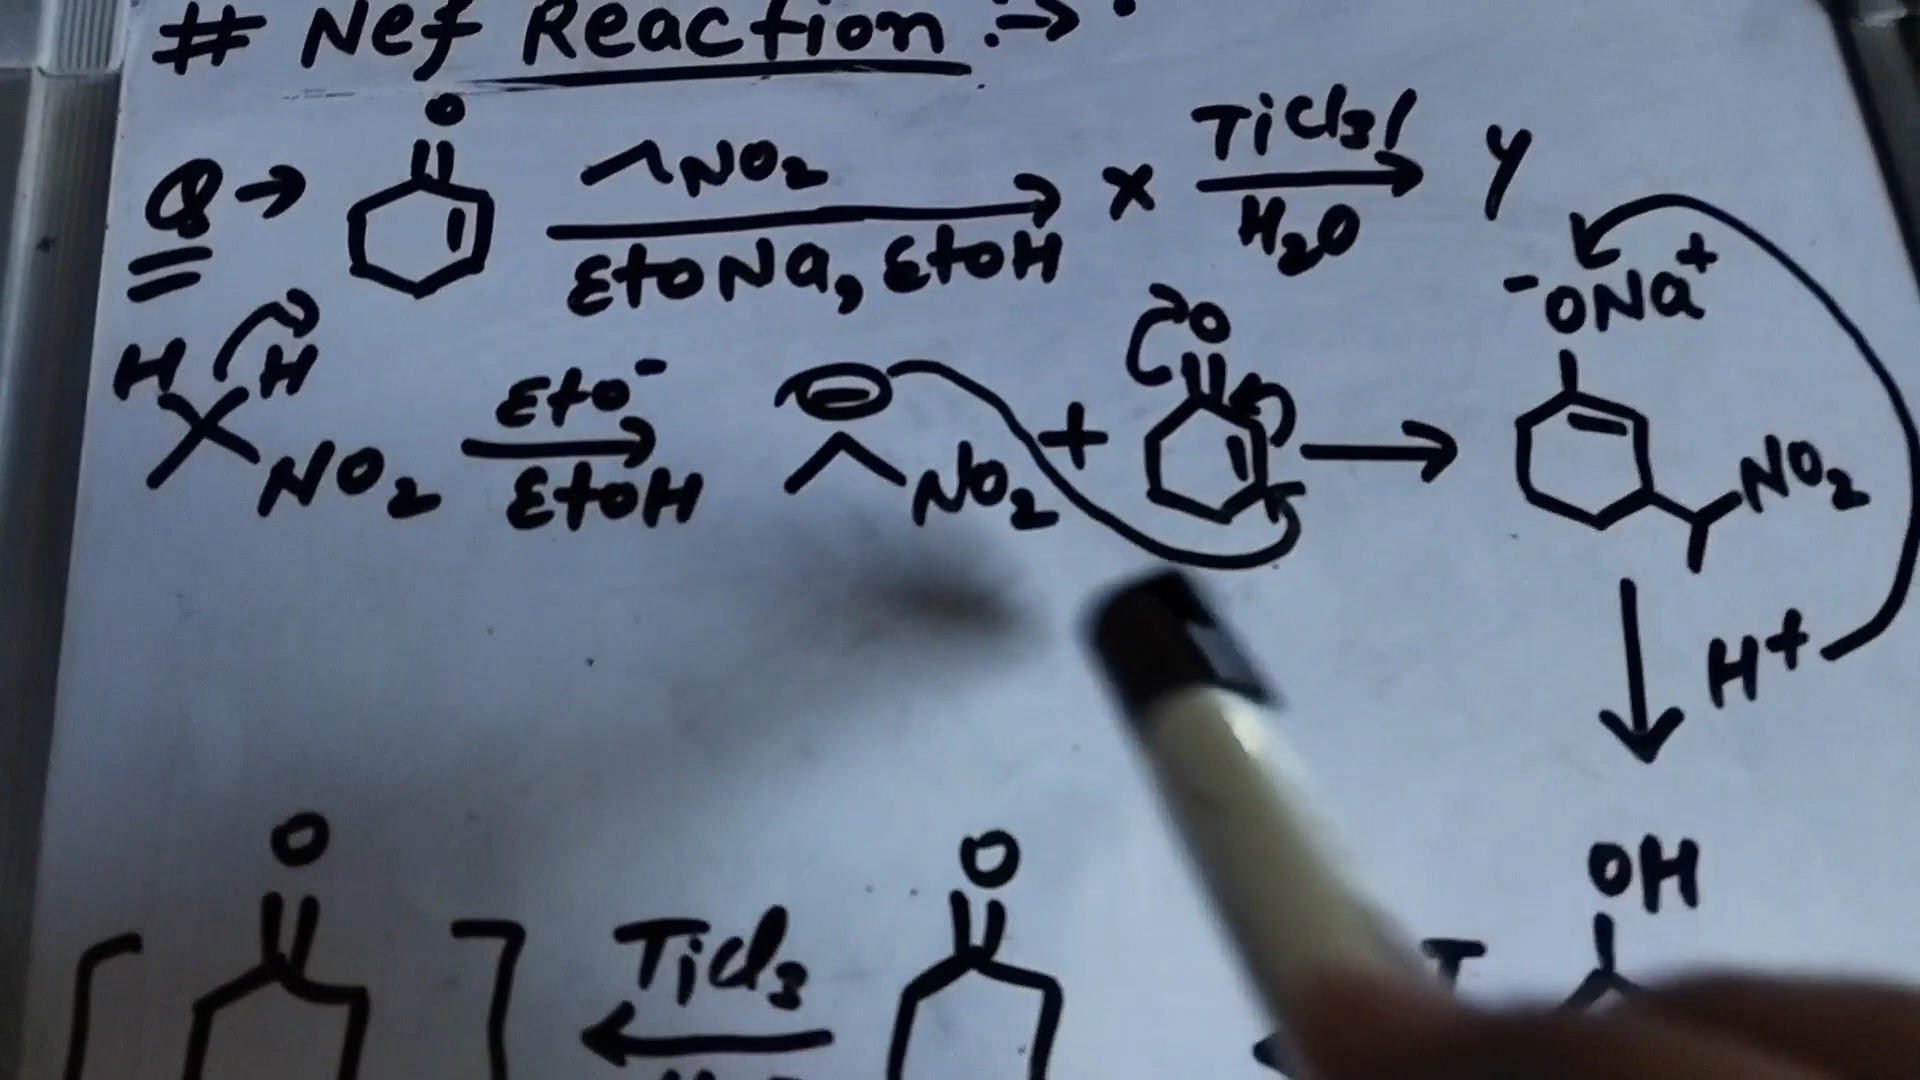 # Nef Reaction :→
O
Q → NO2 EtONa, EtOH X TiCl3/ H2O Y
H H NO2 EtO- EtOH ⊖ NO2 + O → -ONa+ NO2
H+
O TiCl3 O OH